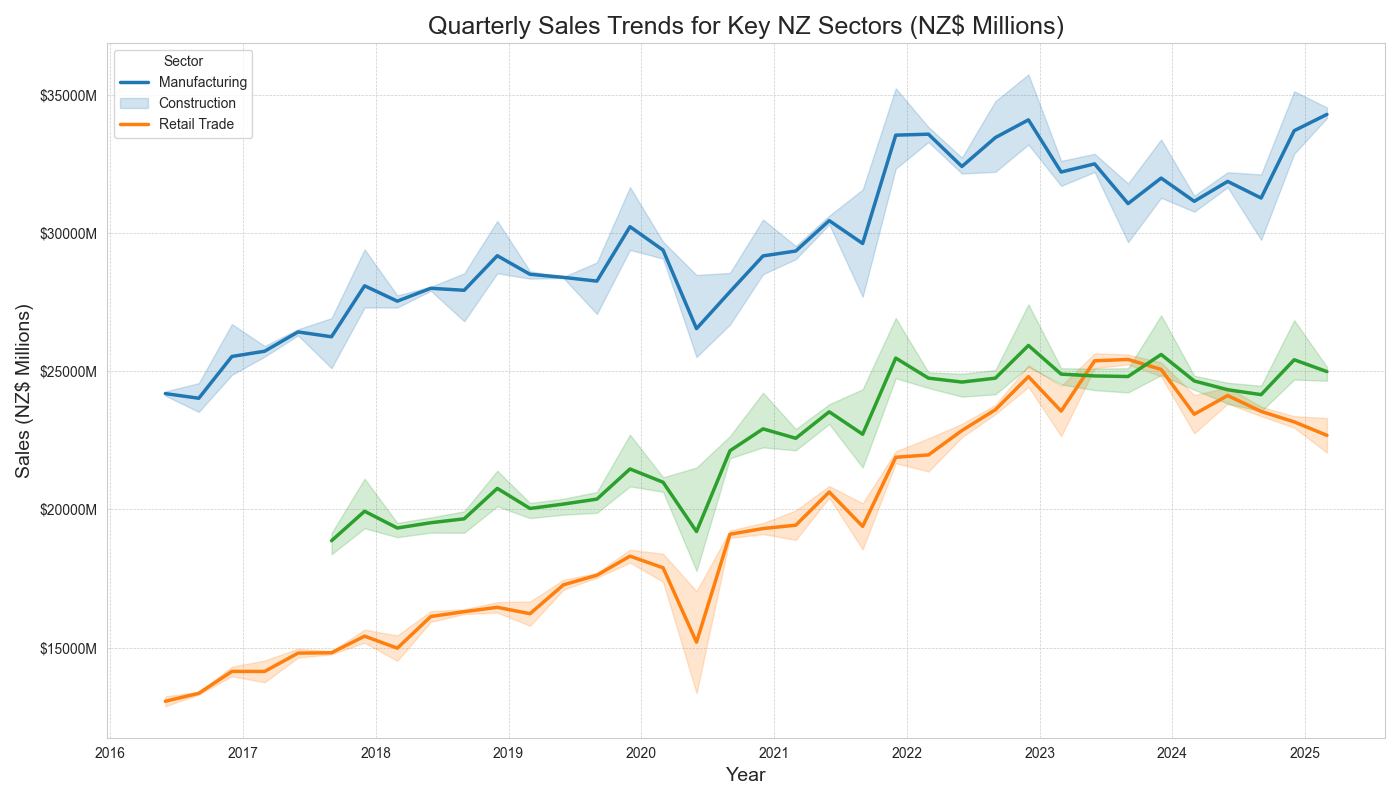 Quarterly Sales Trends for Key NZ Sectors (NZ$ Millions)
Sector
Manufacturing
Construction
Retail Trade
$35000M
$30000M
$25000M
$20000M
$15000M
Sales (NZ$ Millions)
2016 2017 2018 2019 2020 2021 2022 2023 2024 2025
Year